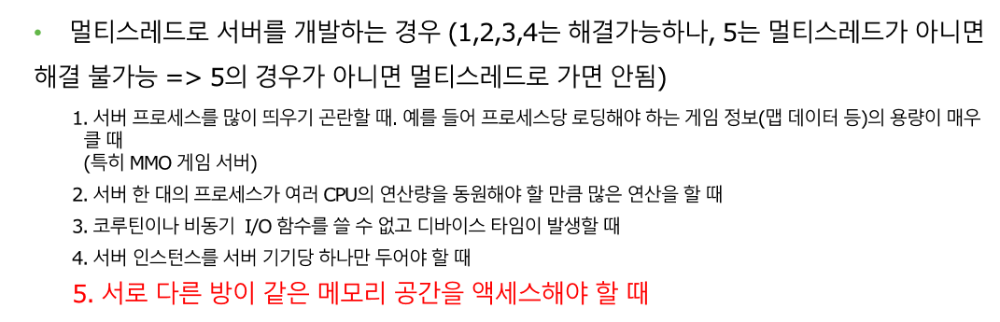 • 멀티스레드로 서버를 개발하는 경우 (1,2,3,4는 해결가능하나, 5는 멀티스레드가 아니면
해결 불가능 => 5의 경우가 아니면 멀티스레드로 가면 안됨)
1. 서버 프로세스를 많이 띄우기 곤란할 때. 예를 들어 프로세스당 로딩해야 하는 게임 정보(맵 데이터 등)의 용량이 매우
클 때
(특히 MMO 게임 서버)
2. 서버 한 대의 프로세스가 여러 CPU의 연산량을 동원해야 할 만큼 많은 연산을 할 때
3. 코루틴이나 비동기 I/O 함수를 쓸 수 없고 디바이스 타임이 발생할 때
4. 서버 인스턴스를 서버 기기당 하나만 두어야 할 때
5. 서로 다른 방이 같은 메모리 공간을 액세스해야 할 때